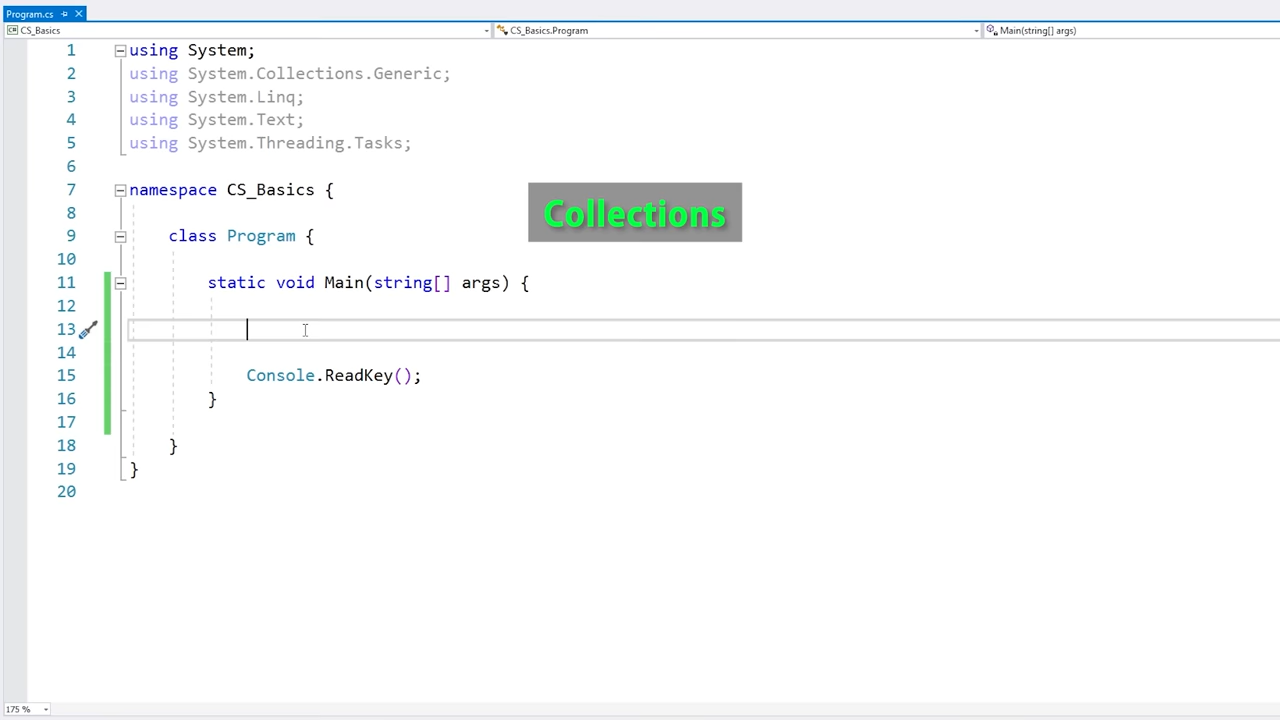 Program.cs
CS_Basics
CS_Basics.Program
Main(string[] args)
1 using System;
2 using System.Collections.Generic;
3 using System.Linq;
4 using System.Text;
5 using System.Threading.Tasks;
6
7 namespace CS_Basics {
8
Collections
9 class Program {
10
11 static void Main(string[] args) {
12
13
14
15 Console.ReadKey();
16 }
17
18 }
19 }
20
175 %